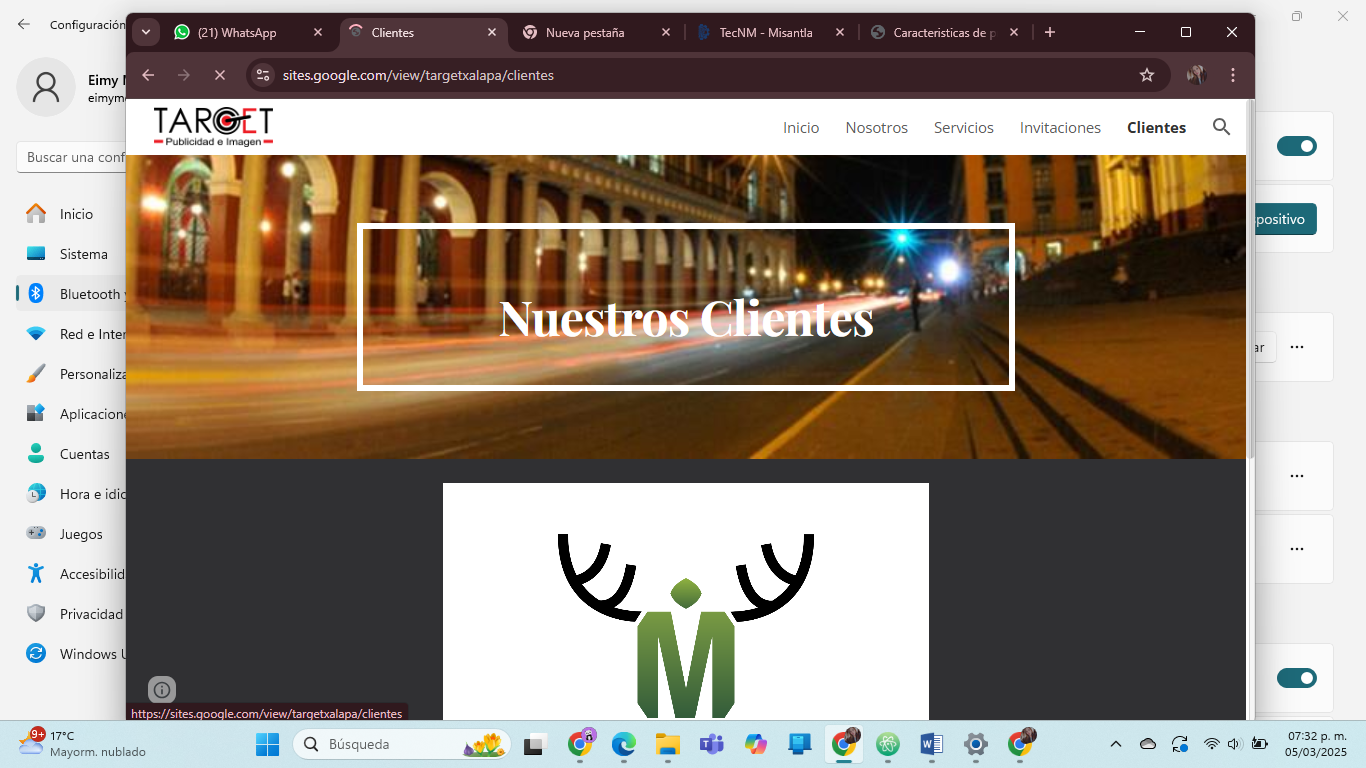 Configuración
Eimy M
eimym
Buscar una conf
Inicio
Sistema
Bluetooth y
Red e Inter
Personaliza
Aplicacione
Cuentas
Hora e idio
Juegos
Accesibilid
Privacidad
Windows U
(21) WhatsApp
Clientes
Nueva pestaña
TecNM - Misantla
Caracteristicas de p
sites.google.com/view/targetxalapa/clientes
TARGET
Publicidad e Imagen
Inicio
Nosotros
Servicios
Invitaciones
Clientes
Nuestros Clientes
M
spositivo
ar
https://sites.google.com/view/targetxalapa/clientes
9+
17°C
Mayorm. nublado
Búsqueda
07:32 p. m.
05/03/2025